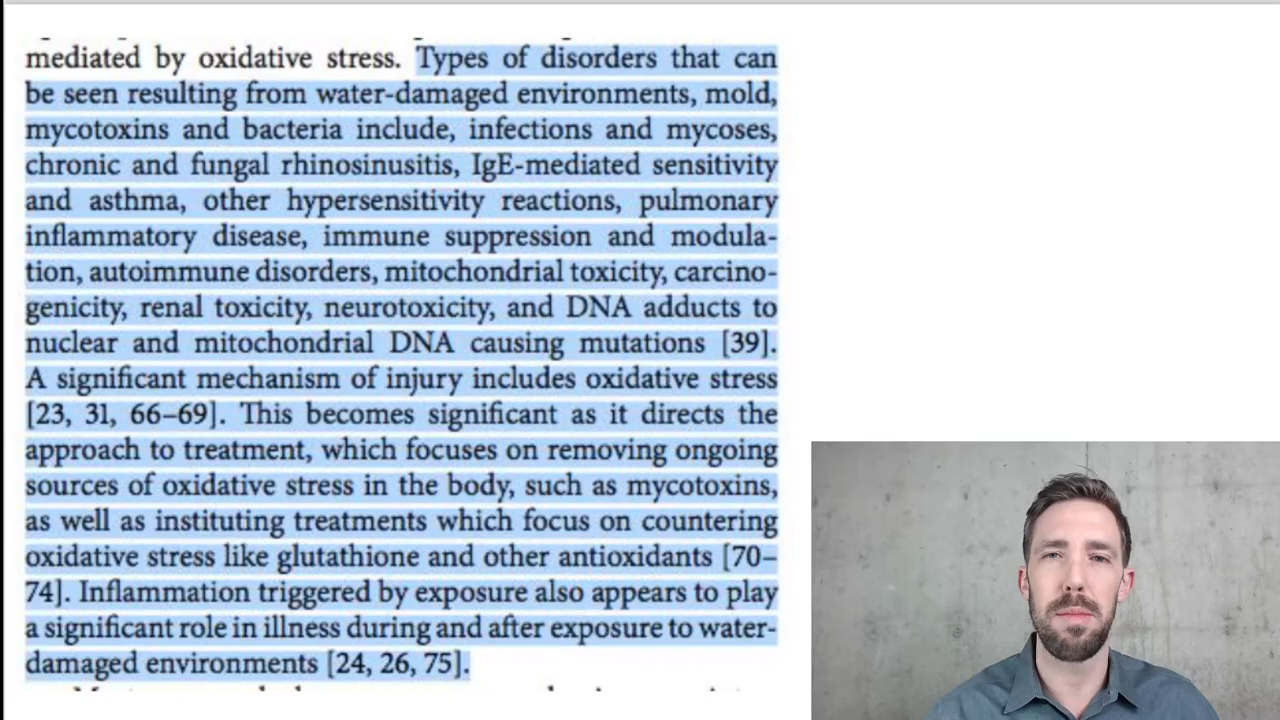 mediated by oxidative stress. Types of disorders that can
be seen resulting from water-damaged environments, mold,
mycotoxins and bacteria include, infections and mycoses,
chronic and fungal rhinosinusitis, IgE-mediated sensitivity
and asthma, other hypersensitivity reactions, pulmonary
inflammatory disease, immune suppression and modula-
tion, autoimmune disorders, mitochondrial toxicity, carcino-
genicity, renal toxicity, neurotoxicity, and DNA adducts to
nuclear and mitochondrial DNA causing mutations [39].
A significant mechanism of injury includes oxidative stress
[23, 31, 66–69]. This becomes significant as it directs the
approach to treatment, which focuses on removing ongoing
sources of oxidative stress in the body, such as mycotoxins,
as well as instituting treatments which focus on countering
oxidative stress like glutathione and other antioxidants [70–
74]. Inflammation triggered by exposure also appears to play
a significant role in illness during and after exposure to water-
damaged environments [24, 26, 75].